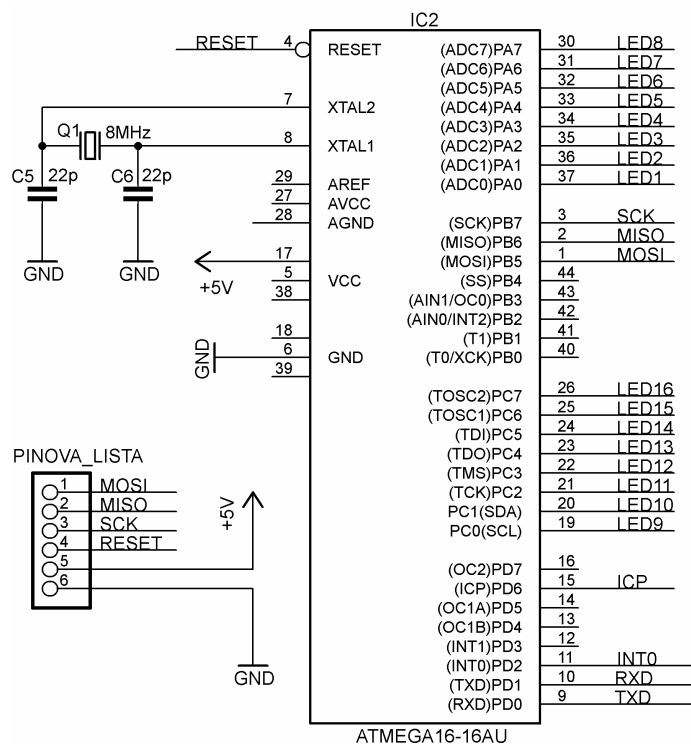 IC2
RESET 4 RESET (ADC7)PA7 30 LED8
(ADC6)PA6 31 LED7
(ADC5)PA5 32 LED6
7 XTAL2 (ADC4)PA4 33 LED5
(ADC3)PA3 34 LED4
Q1 8MHz 8 XTAL1 (ADC2)PA2 35 LED3
(ADC1)PA1 36 LED2
C5 22p C6 22p 29 AREF (ADC0)PA0 37 LED1
27 AVCC
28 AGND (SCK)PB7 3 SCK
(MISO)PB6 2 MISO
GND GND 17 (MOSI)PB5 1 MOSI
+5V 5 VCC (SS)PB4 44
38 (AIN1/OC0)PB3 43
(AIN0/INT2)PB2 42
18 (T1)PB1 41
GND 6 GND (T0/XCK)PB0 40
39
(TOSC2)PC7 26 LED16
(TOSC1)PC6 25 LED15
(TDI)PC5 24 LED14
(TDO)PC4 23 LED13
(TMS)PC3 22 LED12
(TCK)PC2 21 LED11
PC1(SDA) 20 LED10
PC0(SCL) 19 LED9
PINOVA_LISTA
1 MOSI
2 MISO
3 SCK
4 RESET
5
6
+5V
GND
(OC2)PD7 16
(ICP)PD6 15 ICP
(OC1A)PD5 14
(OC1B)PD4 13
(INT1)PD3 12
(INT0)PD2 11 INT0
(TXD)PD1 10 RXD
(RXD)PD0 9 TXD
ATMEGA16-16AU